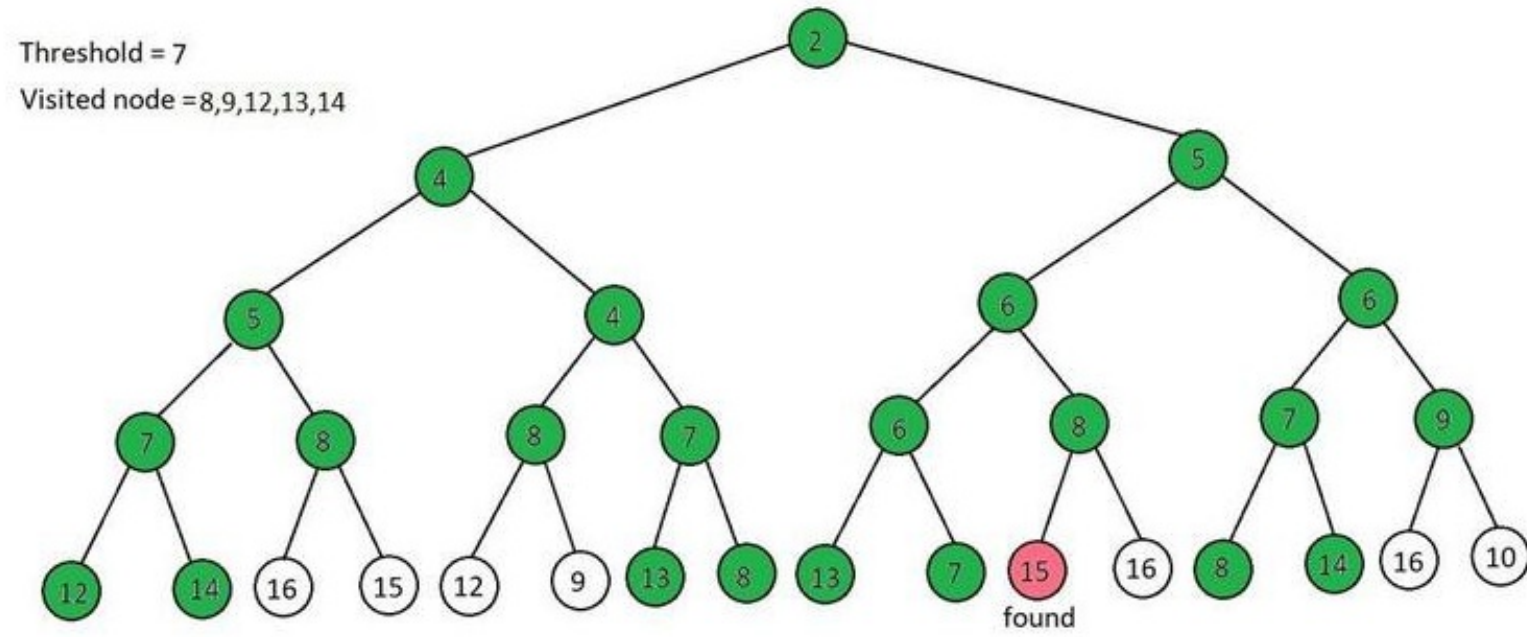 Threshold = 7
Visited node =8,9,12,13,14
2
4 5
5 4 6 6
7 8 8 7 6 8 7 9
12 14 16 15 12 9 13 8 13 7 15 16 8 14 16 10
found